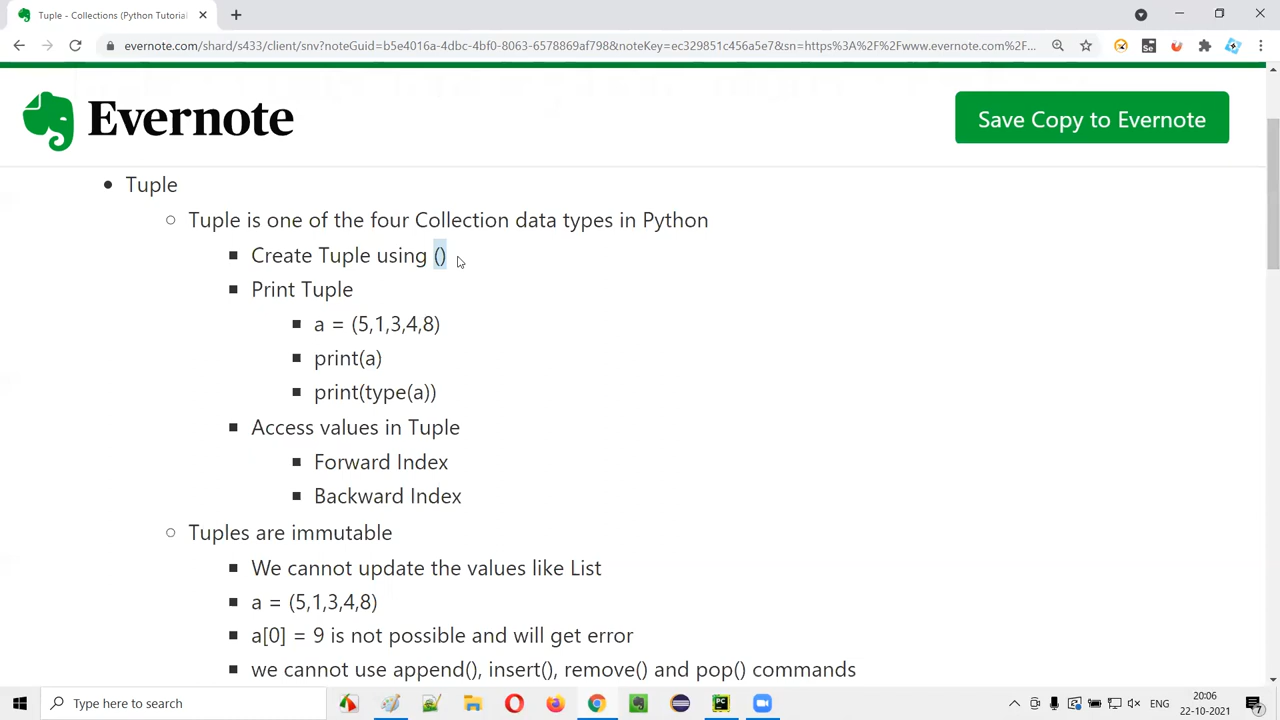 Tuple - Collections (Python Tutorial
evernote.com/shard/s433/client/snv?noteGuid=b5e4016a-4dbc-4bf0-8063-6578869af798&noteKey=ec329851c456a5e7&sn=https%3A%2F%2Fwww.evernote.com%2F...
Se
Evernote
Save Copy to Evernote
Tuple
Tuple is one of the four Collection data types in Python
Create Tuple using ()
Print Tuple
a = (5,1,3,4,8)
print(a)
print(type(a))
Access values in Tuple
Forward Index
Backward Index
Tuples are immutable
We cannot update the values like List
a = (5,1,3,4,8)
a[0] = 9 is not possible and will get error
we cannot use append(), insert(), remove() and pop() commands
Type here to search
PC
ENG
20:06
22-10-2021
7